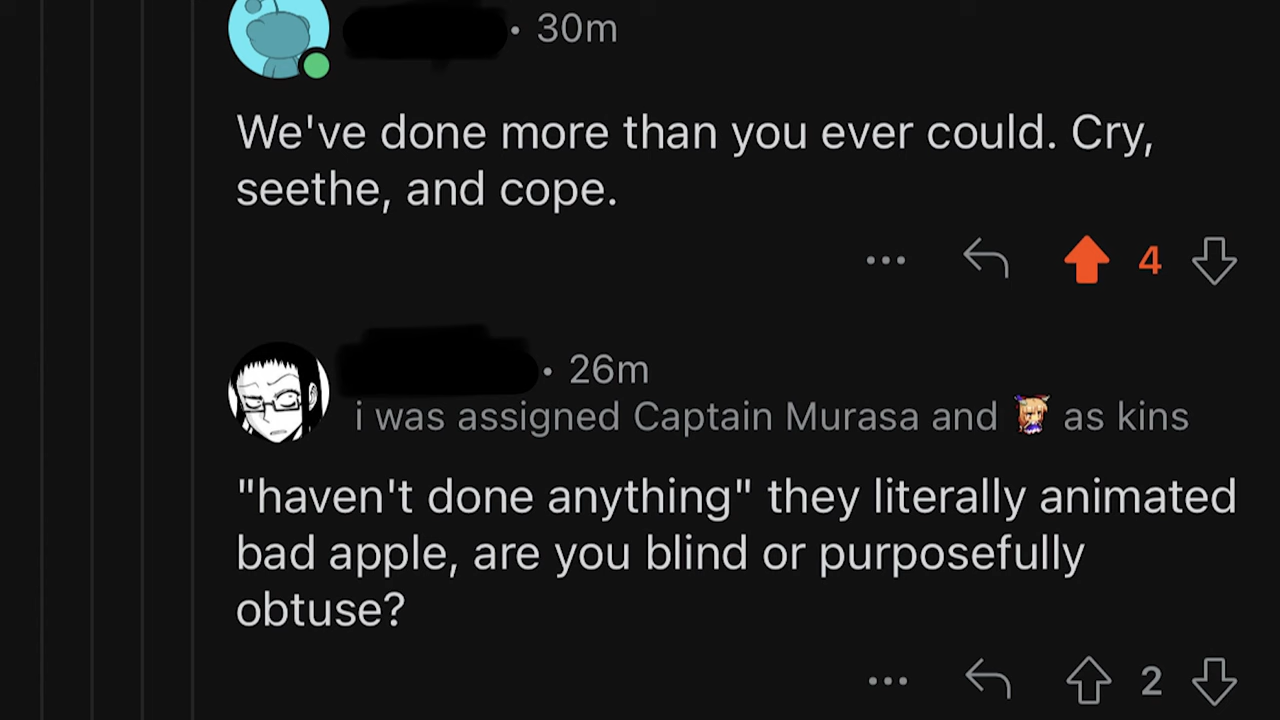 • 30m
We've done more than you ever could. Cry,
seethe, and cope.
4
• 26m
i was assigned Captain Murasa and as kins
"haven't done anything" they literally animated
bad apple, are you blind or purposefully
obtuse?
2